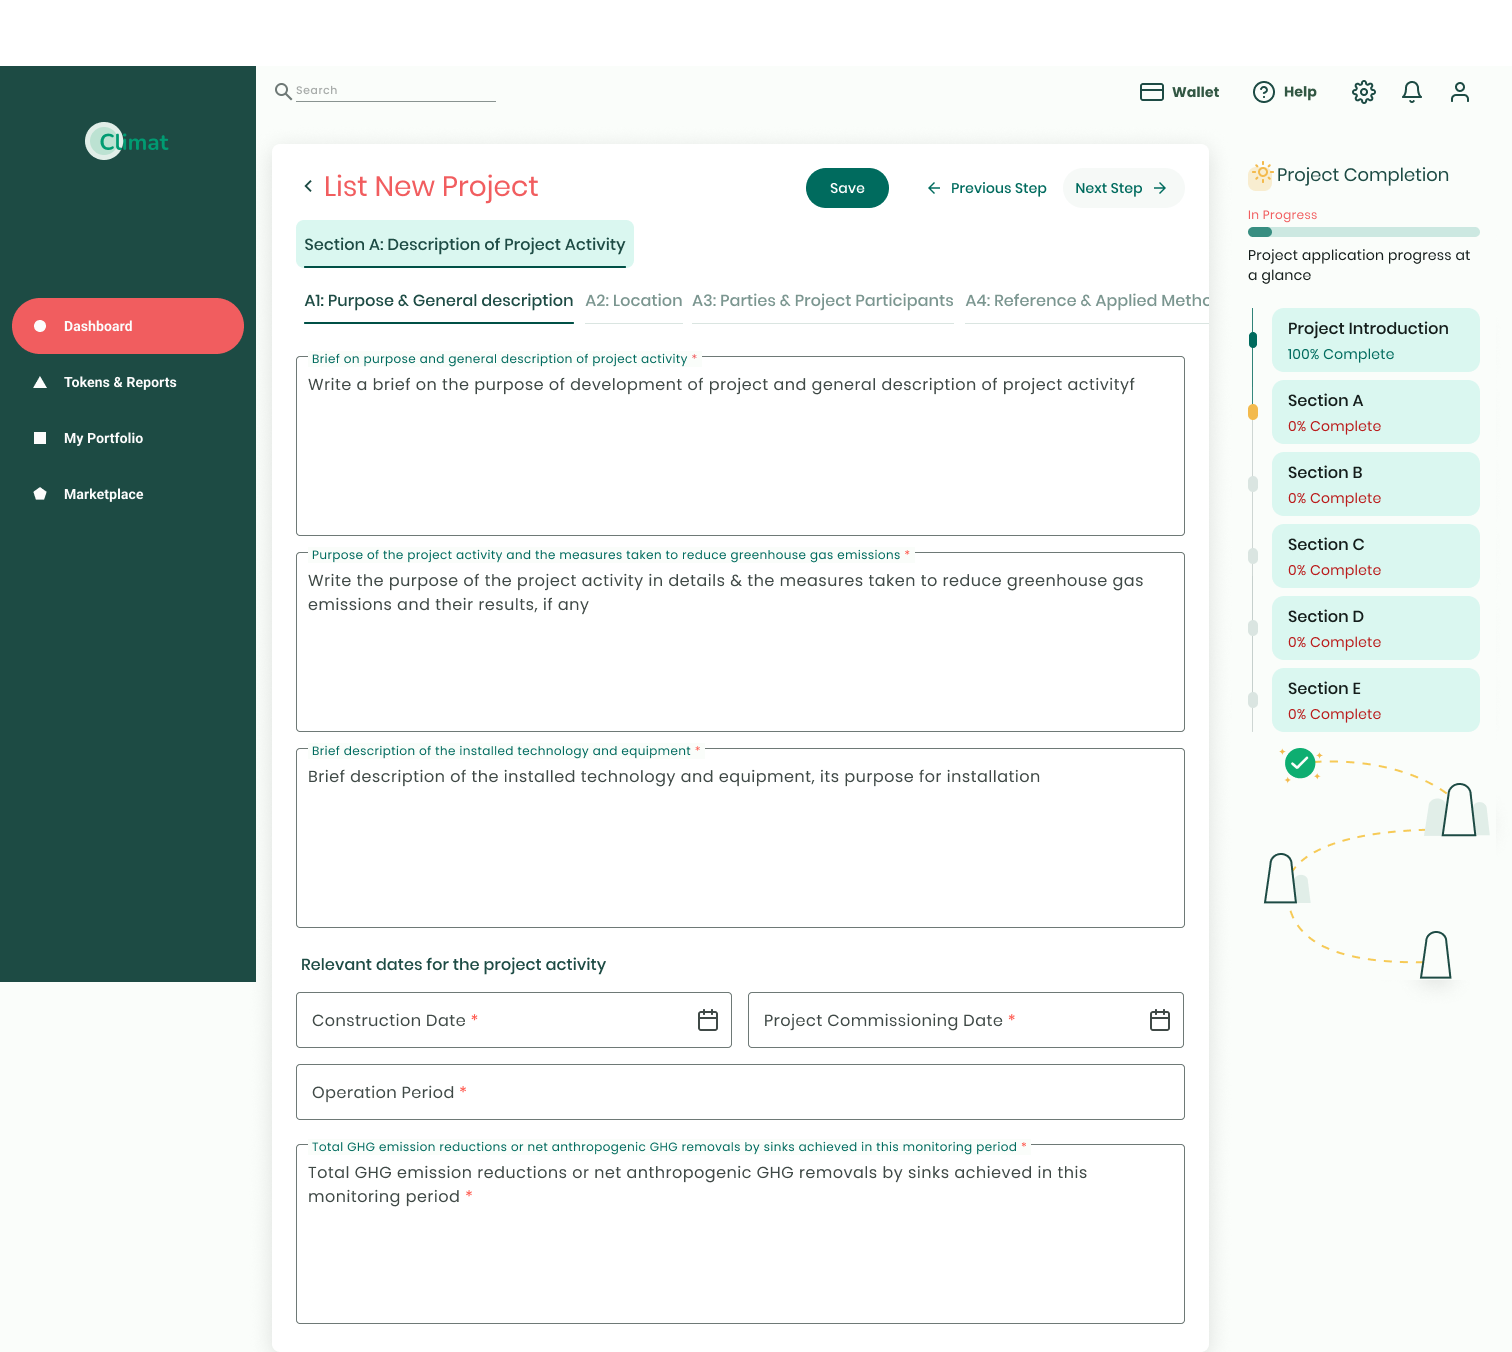 Climat
Dashboard
Tokens & Reports
My Portfolio
Marketplace
Search
Wallet
Help
List New Project
Save
Previous Step
Next Step
Section A: Description of Project Activity
A1: Purpose & General description
A2: Location
A3: Parties & Project Participants
A4: Reference & Applied Metho
Brief on purpose and general description of project activity *
Write a brief on the purpose of development of project and general description of project activityf
Purpose of the project activity and the measures taken to reduce greenhouse gas emissions *
Write the purpose of the project activity in details & the measures taken to reduce greenhouse gas
emissions and their results, if any
Brief description of the installed technology and equipment *
Brief description of the installed technology and equipment, its purpose for installation
Relevant dates for the project activity
Construction Date *
Project Commissioning Date *
Operation Period *
Total GHG emission reductions or net anthropogenic GHG removals by sinks achieved in this monitoring period *
Total GHG emission reductions or net anthropogenic GHG removals by sinks achieved in this
monitoring period *
Project Completion
In Progress
Project application progress at
a glance
Project Introduction
100% Complete
Section A
0% Complete
Section B
0% Complete
Section C
0% Complete
Section D
0% Complete
Section E
0% Complete